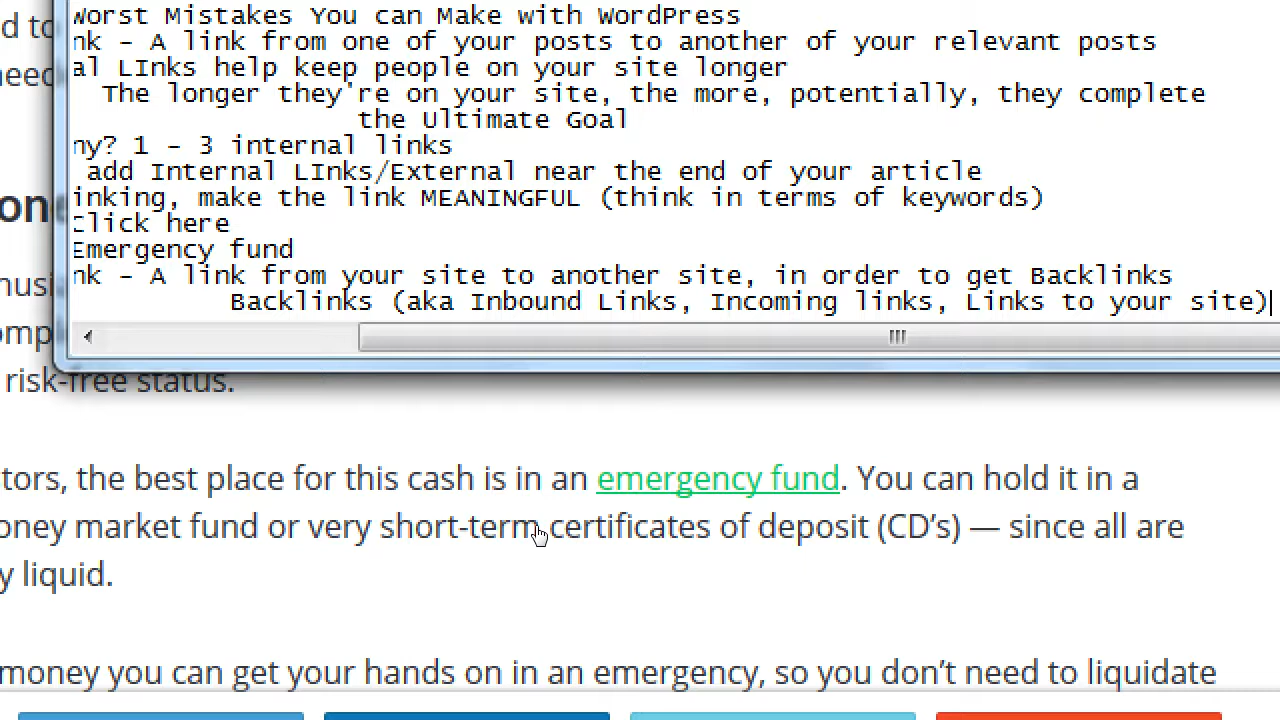 Worst Mistakes You can Make with WordPress
nk - A link from one of your posts to another of your relevant posts
al LInks help keep people on your site longer
The longer they're on your site, the more, potentially, they complete
the Ultimate Goal
ny? 1 - 3 internal links
add Internal LInks/External near the end of your article
inking, make the link MEANINGFUL (think in terms of keywords)
Click here
Emergency fund
nk - A link from your site to another site, in order to get Backlinks
Backlinks (aka Inbound Links, Incoming links, Links to your site)
d to
need
one
nusi
omp
risk-free status.
tors, the best place for this cash is in an emergency fund. You can hold it in a
oney market fund or very short-term certificates of deposit (CD’s) — since all are
y liquid.
money you can get your hands on in an emergency, so you don’t need to liquidate